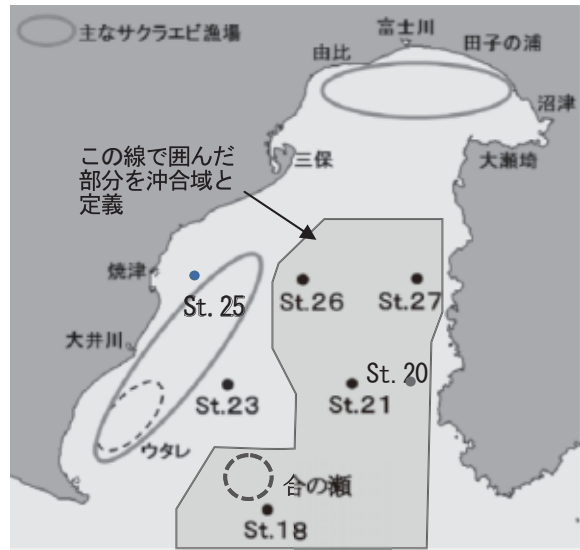 主なサクラエビ漁場
富士川
田子の浦
由比
沼津
この線で囲んだ
部分を沖合域と
定義
三保
大瀬埼
焼津
St. 25
St.26
St.27
大井川
St. 20
St.23
St.21
ウタレ
合の瀬
St.18